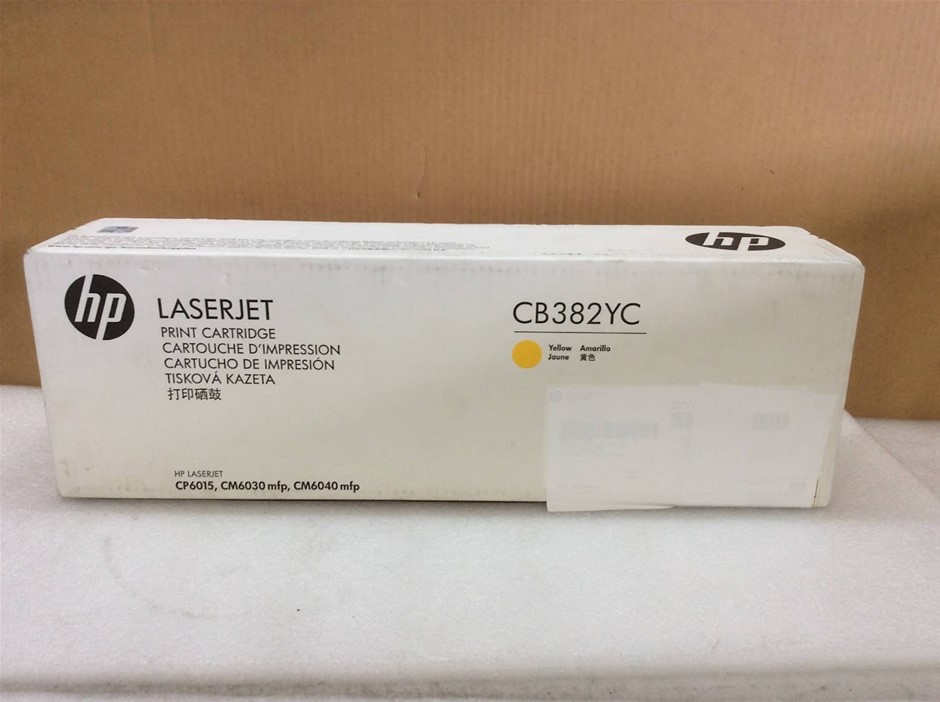 hp
hp
LASERJET
PRINT CARTRIDGE
CARTOUCHE D'IMPRESSION
CARTUCHO DE IMPRESIÓN
TISKOVÁ KAZETA
打印硒鼓
CB382YC
Yellow Amarillo
Jaune 黄色
HP LASERJET
CP6015, CM6030 mfp, CM6040 mfp